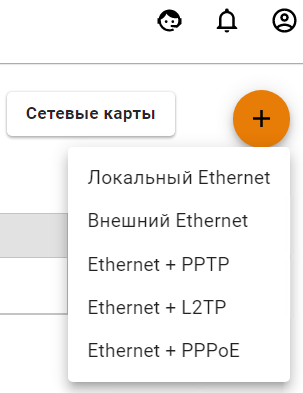 Сетевые карты
Локальный Ethernet
Внешний Ethernet
Ethernet + PPTP
Ethernet + L2TP
Ethernet + PPPoE